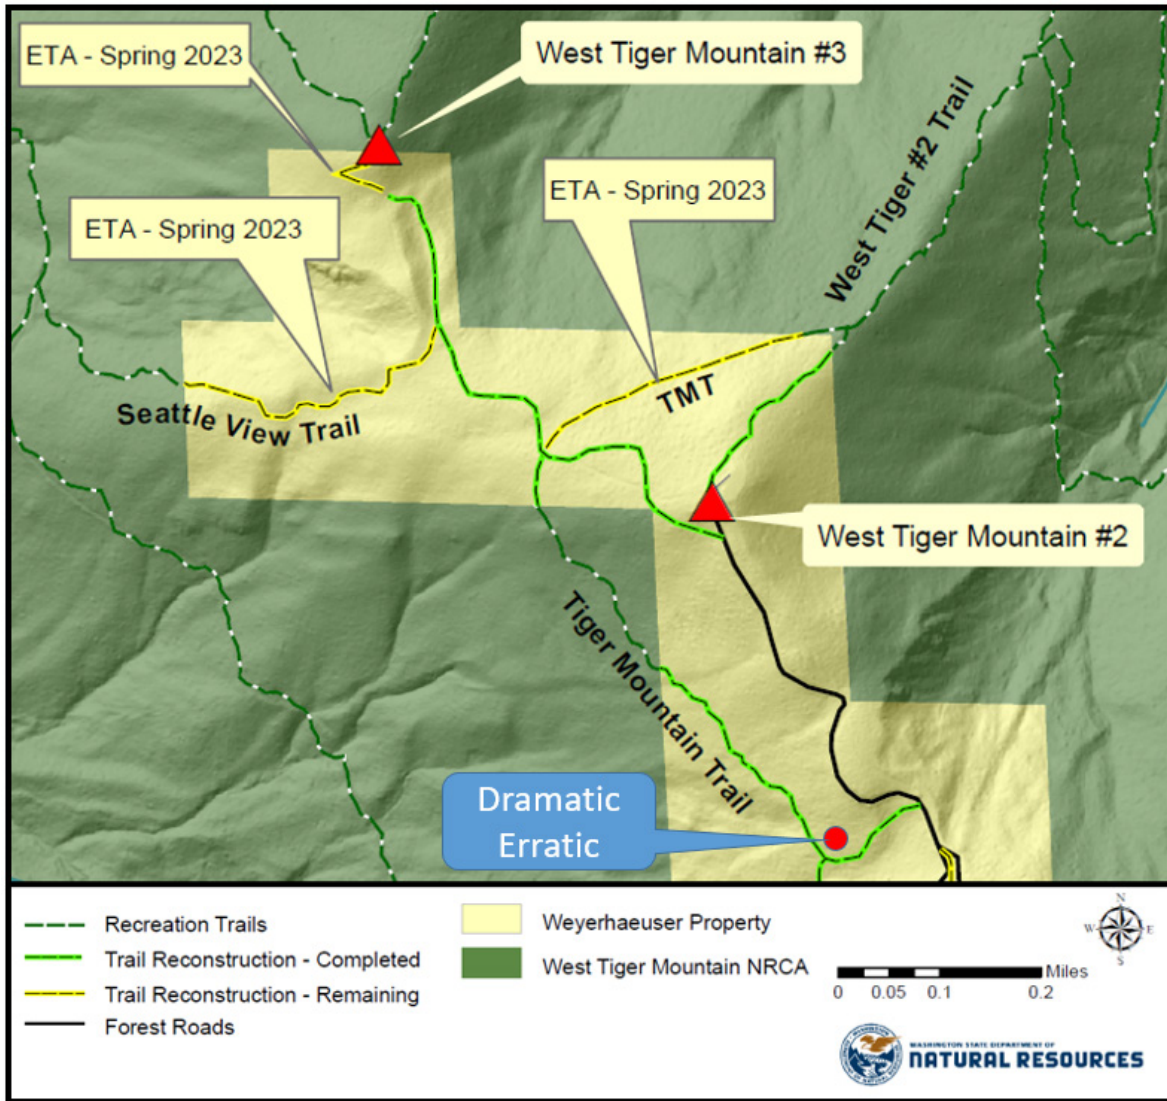 ETA - Spring 2023
West Tiger Mountain #3
ETA - Spring 2023
ETA - Spring 2023
West Tiger #2 Trail
TMT
Seattle View Trail
West Tiger Mountain #2
Tiger Mountain Trail
Dramatic
Erratic
Recreation Trails
Trail Reconstruction - Completed
Trail Reconstruction - Remaining
Forest Roads
Weyerhaeuser Property
West Tiger Mountain NRCA
N
W
E
S
Miles
0 0.05 0.1 0.2
WASHINGTON STATE DEPARTMENT OF
NATURAL RESOURCES